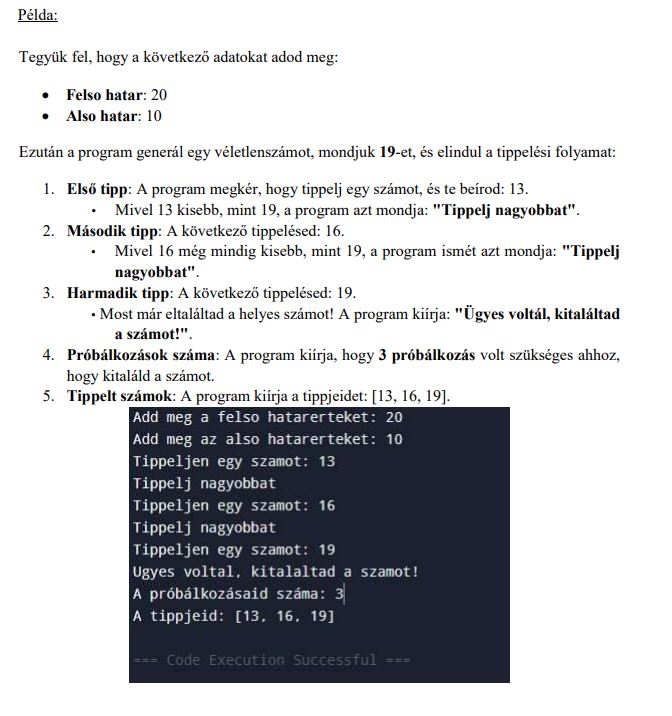 Példa:
Tegyük fel, hogy a következő adatokat adod meg:
• Felso hatar: 20
• Also hatar: 10
Ezután a program generál egy véletlenszámot, mondjuk 19-et, és elindul a tippelési folyamat:
1. Első tipp: A program megkér, hogy tippelj egy számot, és te beírod: 13.
• Mivel 13 kisebb, mint 19, a program azt mondja: "Tippelj nagyobbat".
2. Második tipp: A következő tippelésed: 16.
• Mivel 16 még mindig kisebb, mint 19, a program ismét azt mondja: "Tippelj
nagyobbat".
3. Harmadik tipp: A következő tippelésed: 19.
• Most már eltaláltad a helyes számot! A program kiírja: "Ügyes voltál, kitaláltad
a számot!".
4. Próbálkozások száma: A program kiírja, hogy 3 próbálkozás volt szükséges ahhoz,
hogy kitaláld a számot.
5. Tippelt számok: A program kiírja a tippjeidet: [13, 16, 19].
Add meg a felso hatarerteket: 20
Add meg az also hatarerteket: 10
Tippeljen egy szamot: 13
Tippelj nagyobbat
Tippeljen egy szamot: 16
Tippelj nagyobbat
Tippeljen egy szamot: 19
Ugyes voltal, kitalaltad a szamot!
A próbálkozásaid száma: 3
A tippjeid: [13, 16, 19]
=== Code Execution Successful ===